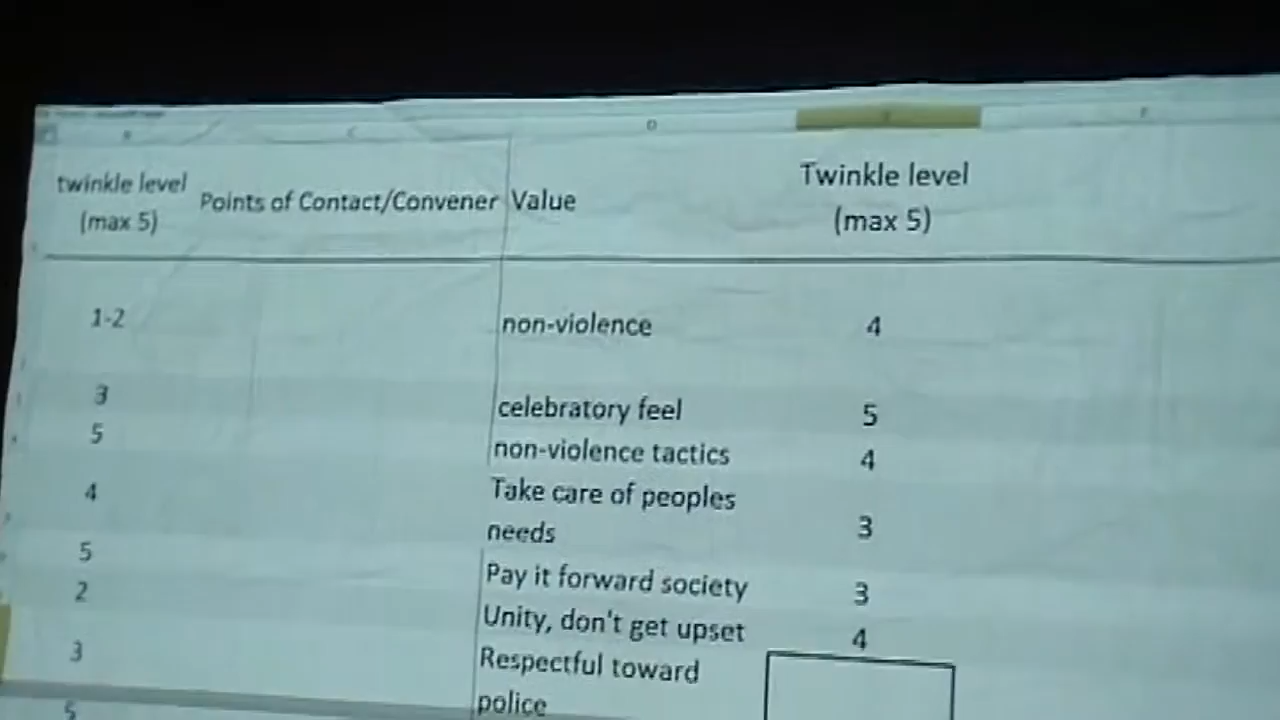 D
twinkle level
(max 5)
Points of Contact/Convener
Value
Twinkle level
(max 5)
1-2
non-violence
4
3
celebratory feel
5
5
non-violence tactics
4
4
Take care of peoples
needs
3
5
Pay it forward society
3
2
Unity, don't get upset
4
3
Respectful toward
police
5